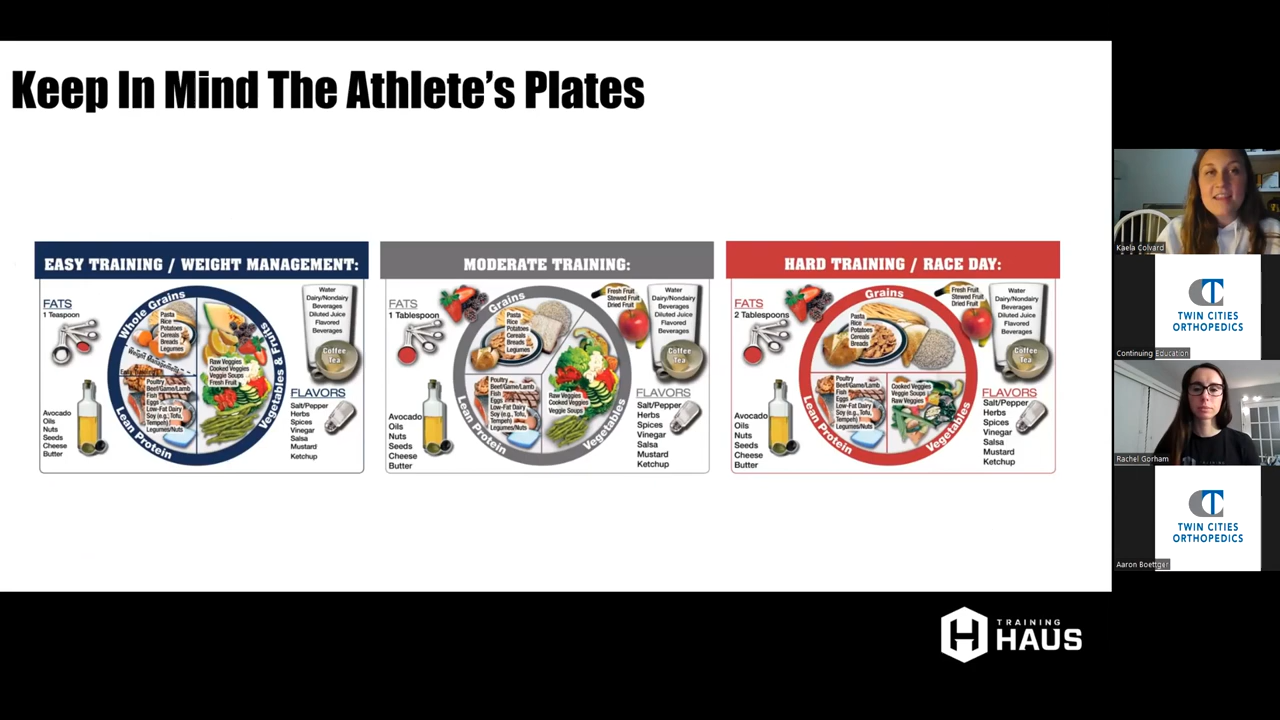 Keep In Mind The Athlete's Plates
EASY TRAINING / WEIGHT MANAGEMENT:
FATS
1 Teaspoon
Avocado
Oils
Nuts
Seeds
Cheese
Butter
Whole Grains
Pasta
Rice
Potatoes
Cereals
Breads
Legumes
Lean Protein
Poultry
Beef/Game/Lamb
Fish
Eggs
Low-Fat Dairy
Soy (e.g., Tofu,
Tempeh)
Legumes/Nuts
Vegetables & Fruits
Raw Veggies
Cooked Veggies
Veggie Soups
Fresh Fruit
Water
Dairy/Nondairy
Beverages
Diluted Juice
Flavored
Beverages
Coffee
Tea
FLAVORS
Salt/Pepper
Herbs
Spices
Vinegar
Salsa
Mustard
Ketchup
MODERATE TRAINING:
FATS
1 Tablespoon
Avocado
Oils
Nuts
Seeds
Cheese
Butter
Grains
Pasta
Rice
Potatoes
Cereals
Breads
Legumes
Lean Protein
Poultry
Beef/Game/Lamb
Fish
Eggs
Low-Fat Dairy
Soy (e.g., Tofu,
Tempeh)
Legumes/Nuts
Vegetables
Raw Veggies
Cooked Veggies
Veggie Soups
Fresh Fruit
Stewed Fruit
Dried Fruit
Water
Dairy/Nondairy
Beverages
Diluted Juice
Flavored
Beverages
Coffee
Tea
FLAVORS
Salt/Pepper
Herbs
Spices
Vinegar
Salsa
Mustard
Ketchup
HARD TRAINING / RACE DAY:
FATS
2 Tablespoons
Avocado
Oils
Nuts
Seeds
Cheese
Butter
Grains
Pasta
Rice
Potatoes
Cereals
Breads
Lean Protein
Poultry
Beef/Game/Lamb
Fish
Eggs
Low-Fat Dairy
Soy (e.g., Tofu,
Tempeh)
Legumes/Nuts
Vegetables
Cooked Veggies
Veggie Soups
Raw Veggies
Fresh Fruit
Stewed Fruit
Dried Fruit
Water
Dairy/Nondairy
Beverages
Diluted Juice
Flavored
Beverages
Coffee
Tea
FLAVORS
Salt/Pepper
Herbs
Spices
Vinegar
Salsa
Mustard
Ketchup
Kaela Colvard
TWIN CITIES
ORTHOPEDICS
Continuing Education
Rachel Gorham
TWIN CITIES
ORTHOPEDICS
Aaron Boettger
TRAINING
HAUS